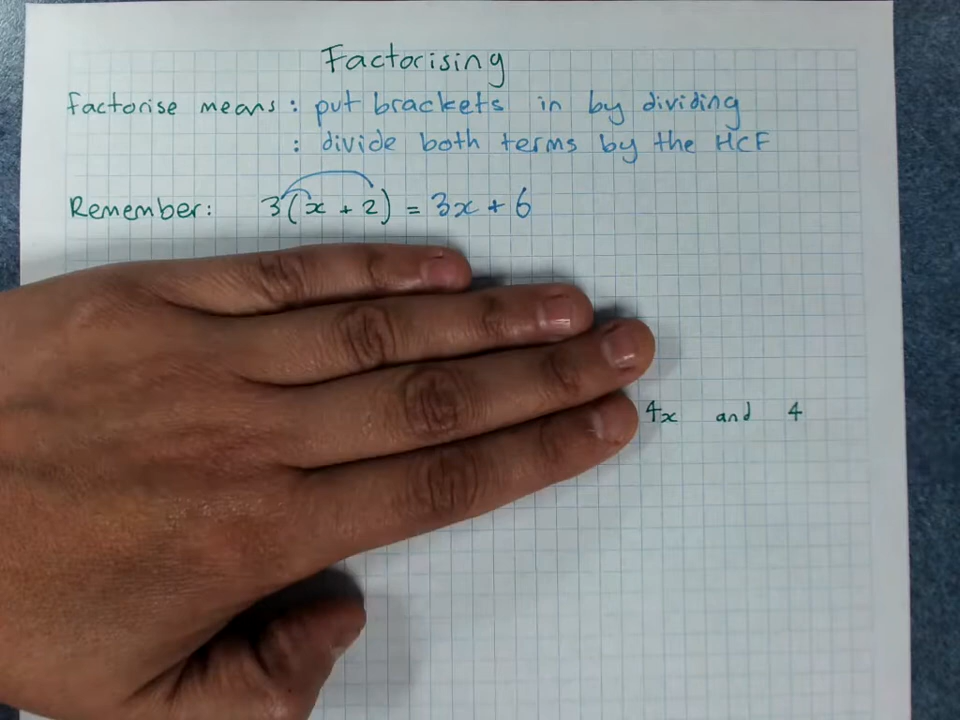 Factorising
factorise means : put brackets in by dividing
: divide both terms by the HCF
Remember: 3(x + 2) = 3x + 6
4x and 4